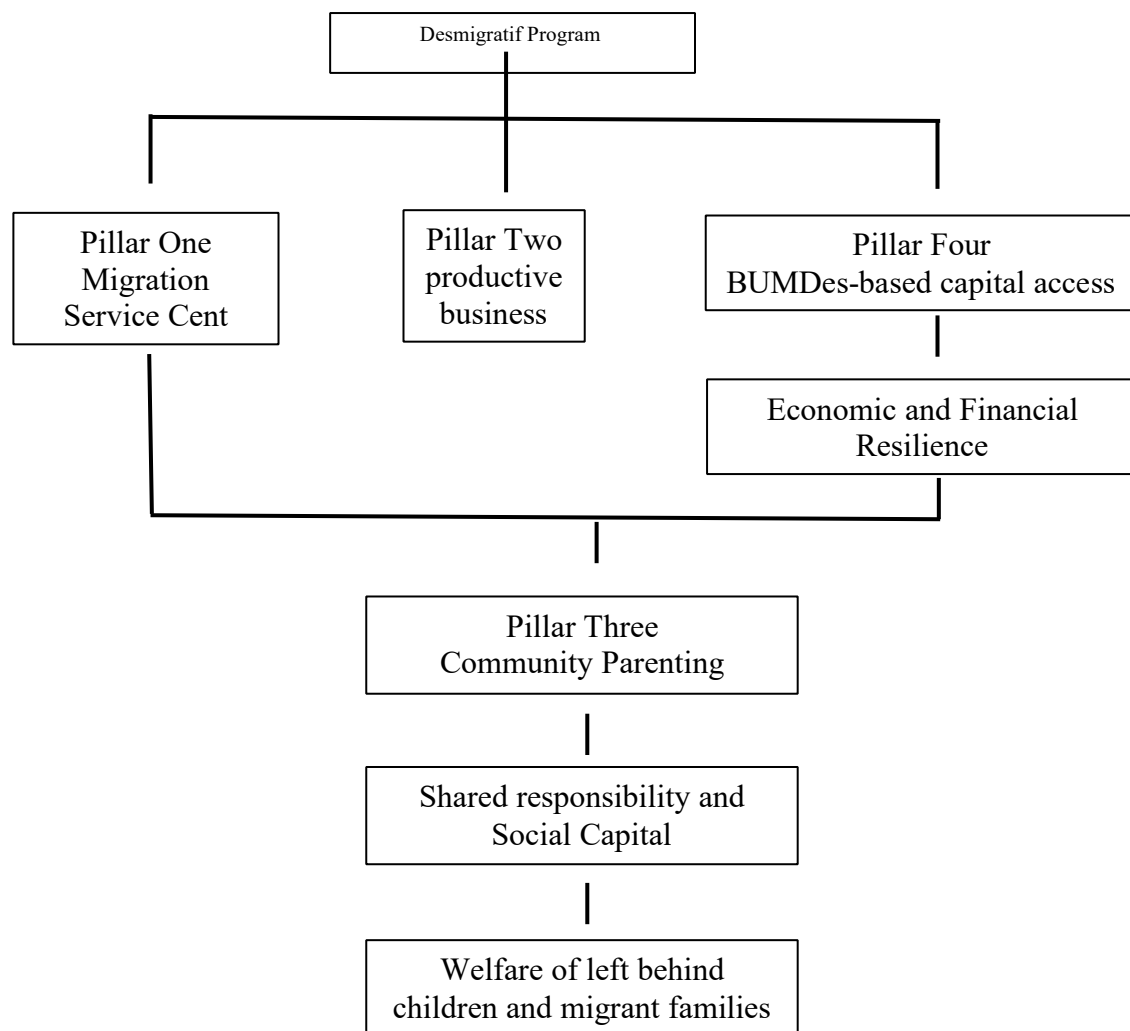 Desmigratif Program
Pillar One
Migration
Service Cent
Pillar Two
productive
business
Pillar Four
BUMDes-based capital access
Economic and Financial
Resilience
Pillar Three
Community Parenting
Shared responsibility and
Social Capital
Welfare of left behind
children and migrant families